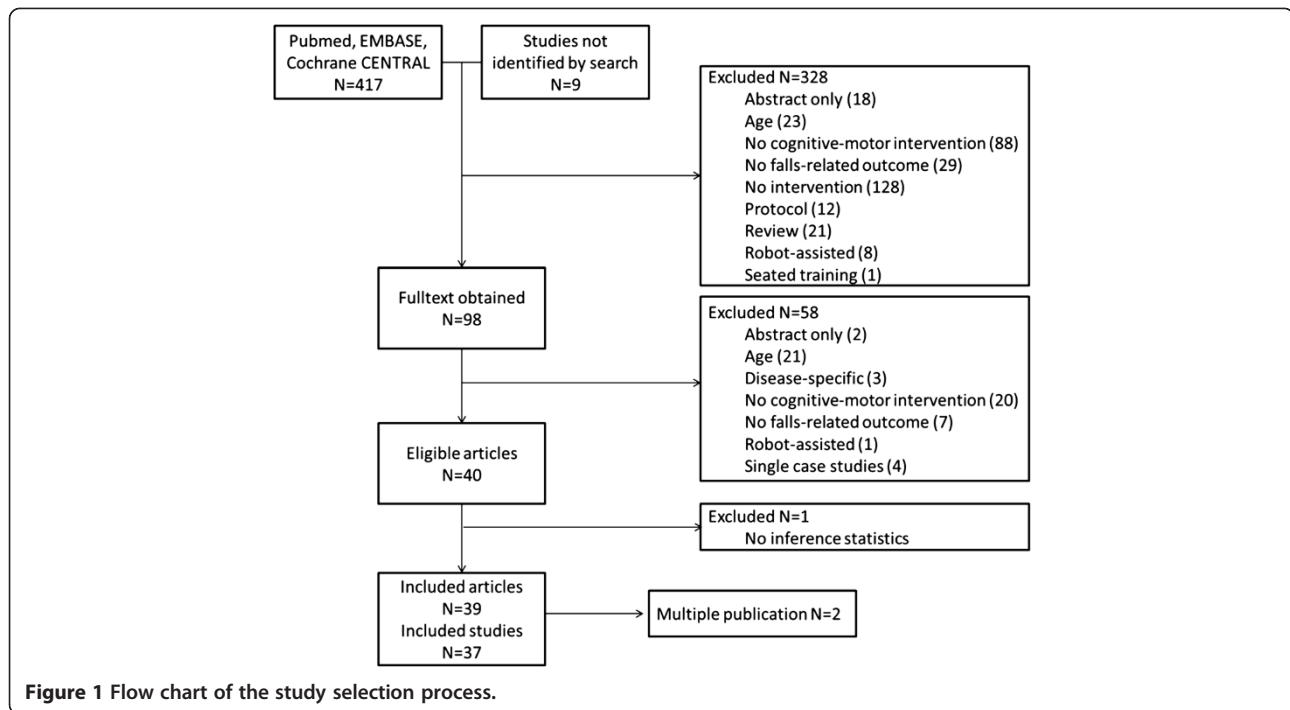 Pubmed, EMBASE,
Cochrane CENTRAL
N=417
Studies not
identified by search
N=9
Excluded N=328
Abstract only (18)
Age (23)
No cognitive-motor intervention (88)
No falls-related outcome (29)
No intervention (128)
Protocol (12)
Review (21)
Robot-assisted (8)
Seated training (1)
Fulltext obtained
N=98
Excluded N=58
Abstract only (2)
Age (21)
Disease-specific (3)
No cognitive-motor intervention (20)
No falls-related outcome (7)
Robot-assisted (1)
Single case studies (4)
Eligible articles
N=40
Excluded N=1
No inference statistics
Included articles
N=39
Included studies
N=37
Multiple publication N=2
Figure 1 Flow chart of the study selection process.